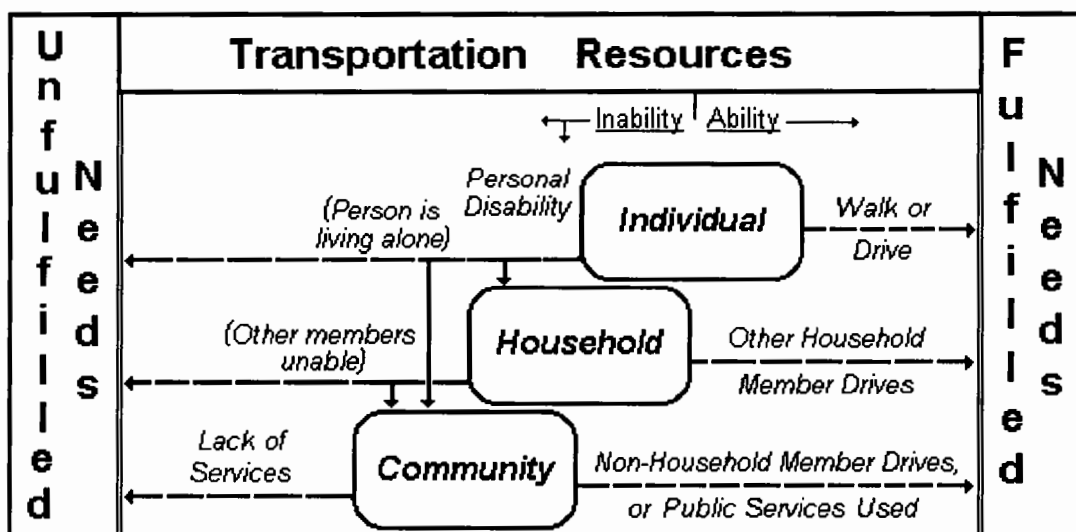 Unfulfilled
Needs
Transportation Resources
Inability Ability
Personal
Disability
Individual
(Person is
living alone)
Walk or
Drive
Household
(Other members
unable)
Other Household
Member Drives
Community
Lack of
Services
Non-Household Member Drives,
or Public Services Used
Fulfilled
Needs